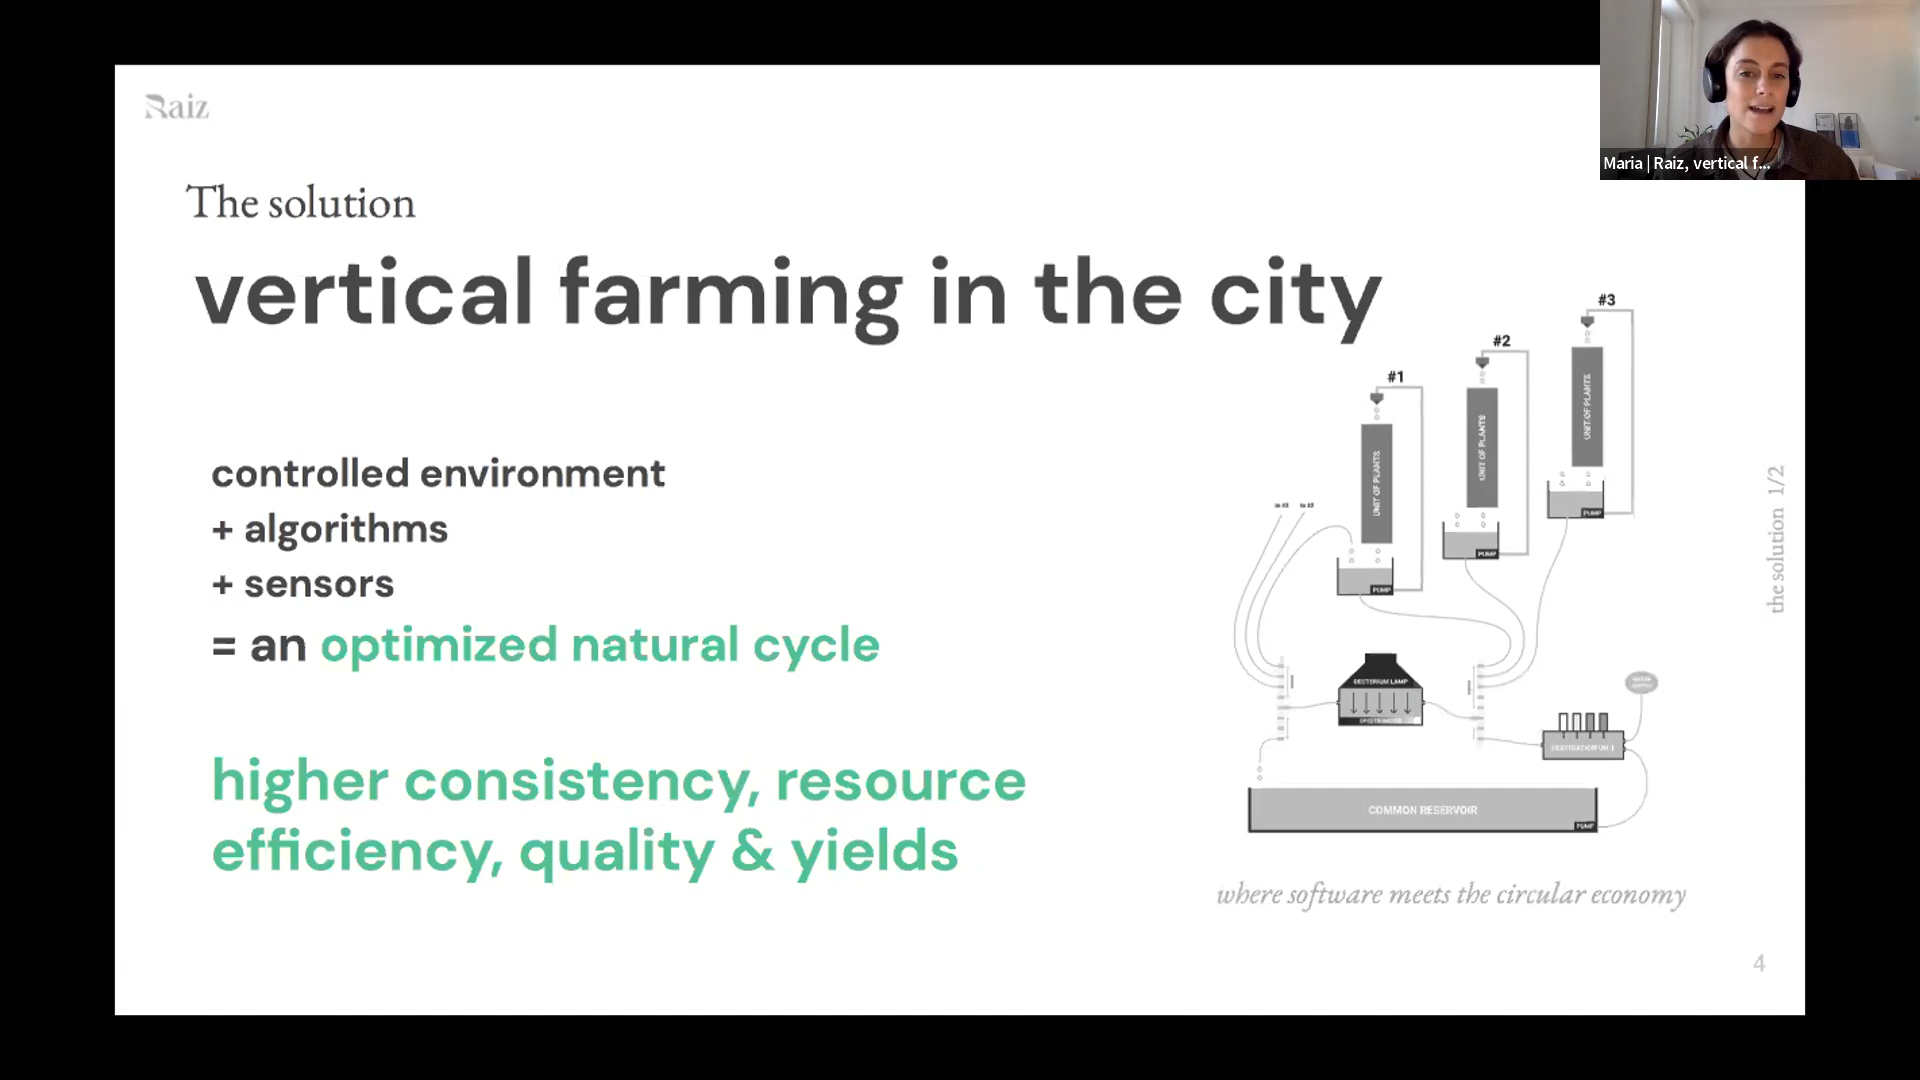 Raiz
Maria | Raiz, vertical f...
The solution
vertical farming in the city
controlled environment
+ algorithms
+ sensors
= an optimized natural cycle
higher consistency, resource
efficiency, quality & yields
#1
#2
#3
UNIT OF PLANTS
UNIT OF PLANTS
UNIT OF PLANTS
PUMP
PUMP
PUMP
DEUTERIUM LAMP
COMMON RESERVOIR
PUMP
where software meets the circular economy
the solution 1/2
4